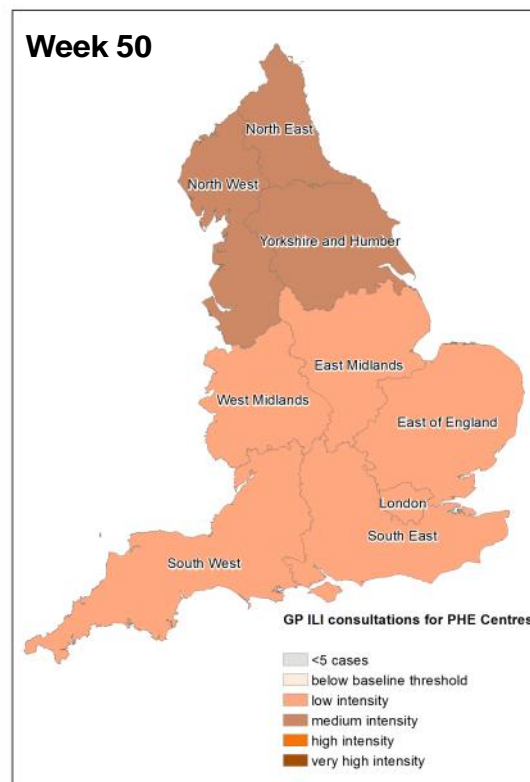 Week 50
North East
North West
Yorkshire and Humber
East Midlands
West Midlands
East of England
London
South East
South West
GP ILI consultations for PHE Centres
<5 cases
below baseline threshold
low intensity
medium intensity
high intensity
very high intensity